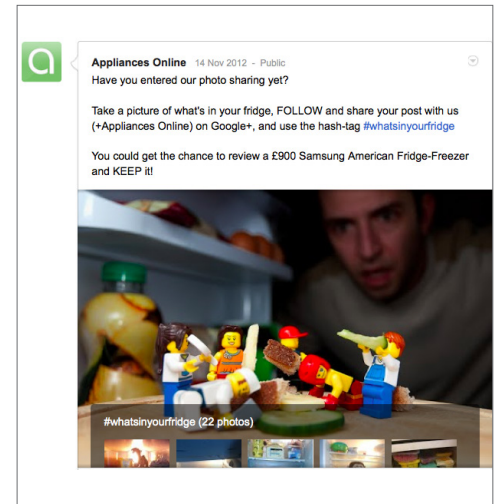 Appliances Online 14 Nov 2012 - Public
Have you entered our photo sharing yet?
Take a picture of what's in your fridge, FOLLOW and share your post with us
(+Appliances Online) on Google+, and use the hash-tag #whatsinyourfridge
You could get the chance to review a £900 Samsung American Fridge-Freezer
and KEEP it!
#whatsinyourfridge (22 photos)